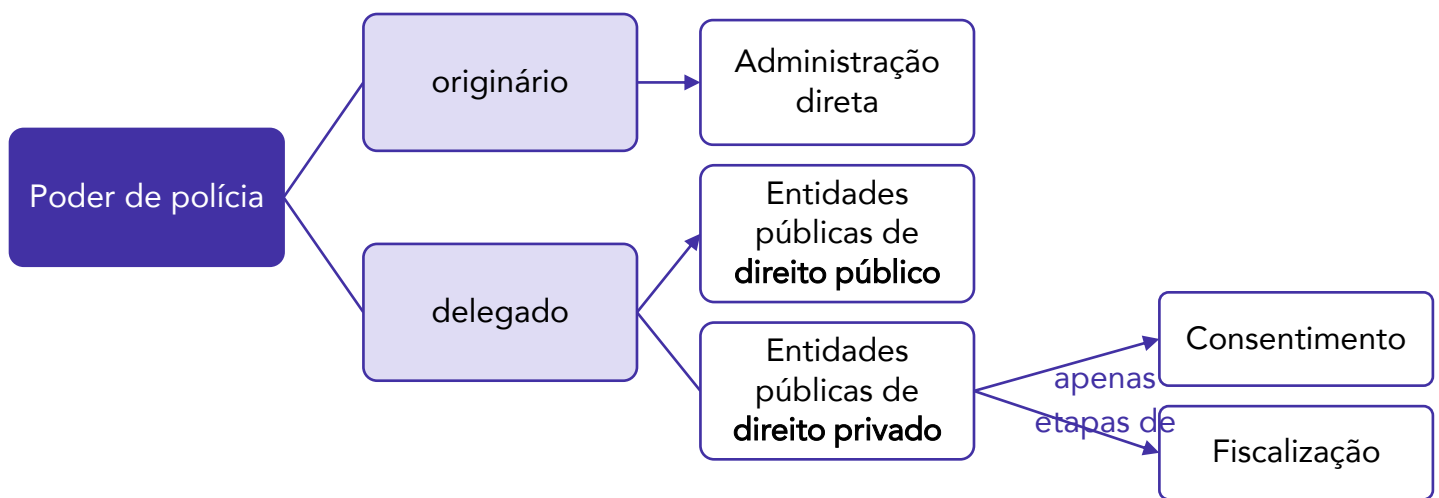 Poder de polícia
originário
Administração
direta
delegado
Entidades
públicas de
direito público
Entidades
públicas de
direito privado
apenas
etapas de
Consentimento
Fiscalização